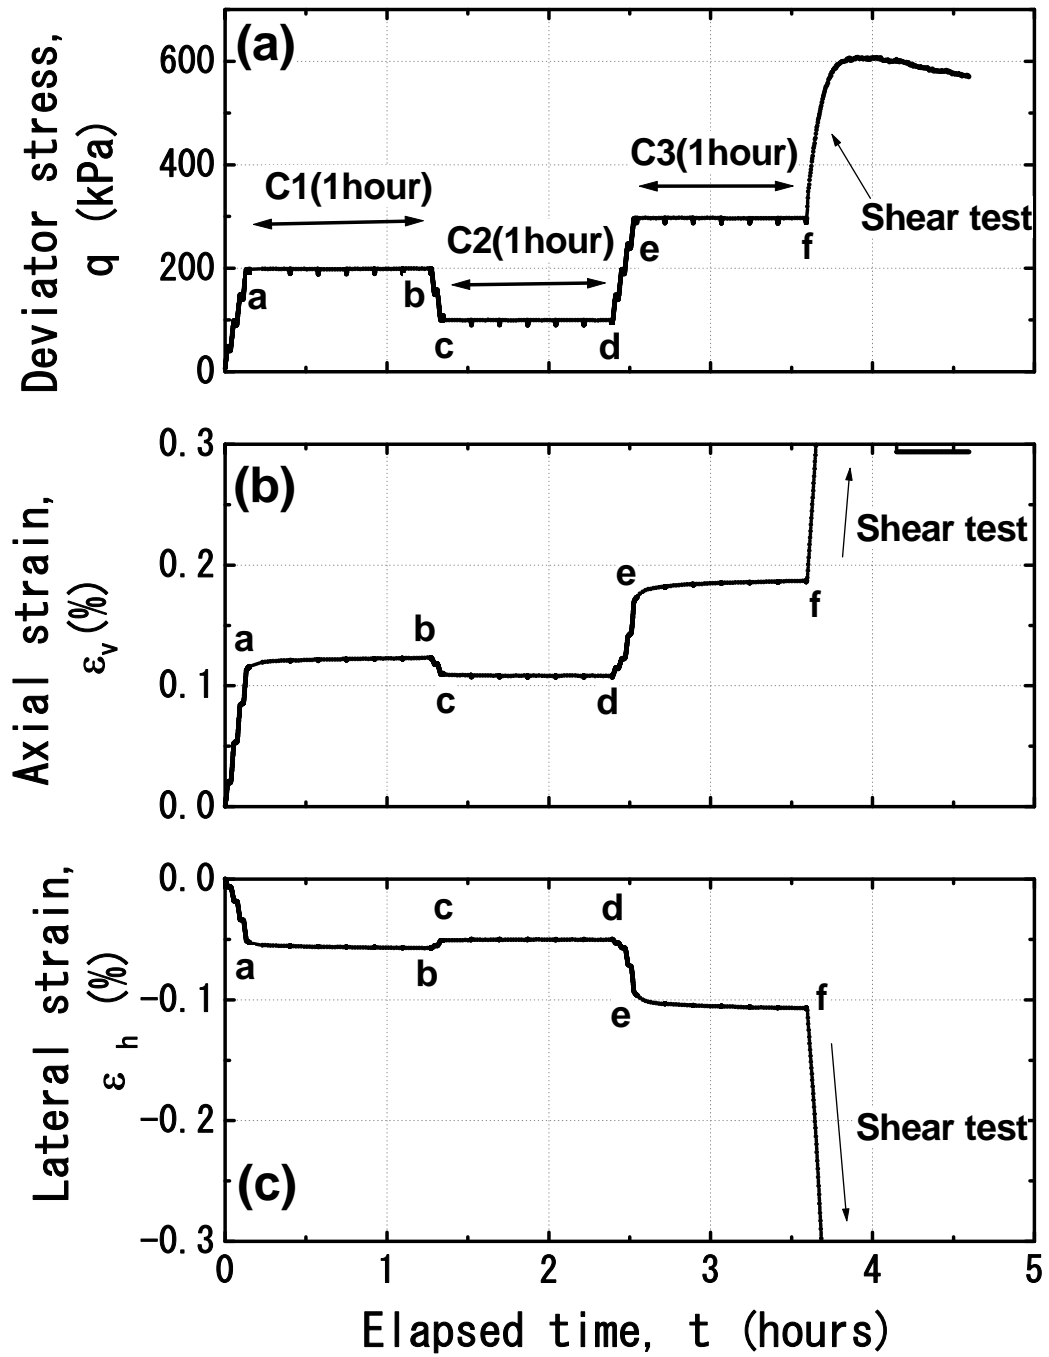 (a)
Deviator stress,
q (kPa)
600
400
200
0
C1(1hour)
C2(1hour)
C3(1hour)
Shear test
a
b
c
d
e
f
(b)
Axial strain,
εv(%)
0.3
0.2
0.1
0.0
Shear test
a
b
c
d
e
f
(c)
Lateral strain,
ε h (%)
0.0
-0.1
-0.2
-0.3
Shear test
a
b
c
d
e
f
0 1 2 3 4 5
Elapsed time, t (hours)